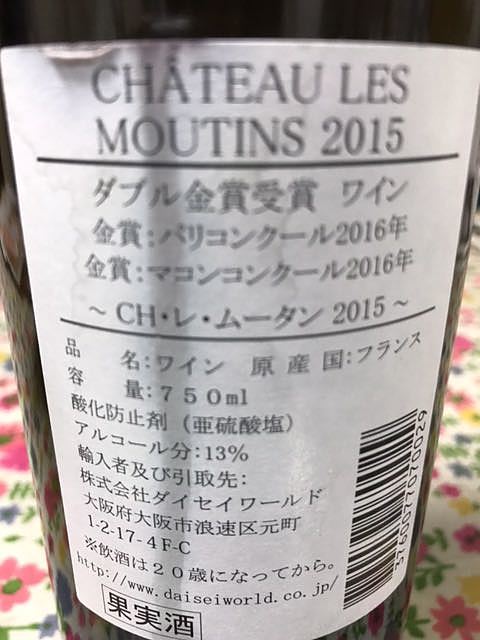 CHÂTEAU LES
MOUTINS 2015
ダブル金賞受賞 ワイン
金賞:パリコンクール2016年
金賞:マコンコンクール2016年
~ CH・レ・ムータン 2015 ~
品 名:ワイン 原産国:フランス
容 量:750ml
酸化防止剤(亜硫酸塩)
アルコール分:13%
輸入者及び引取先:
株式会社ダイセイワールド
大阪府大阪市浪速区元町
1-2-17-4F-C
※飲酒は20歳になってから。
http://www.daiseiworld.co.jp/
果実酒
3760077070029